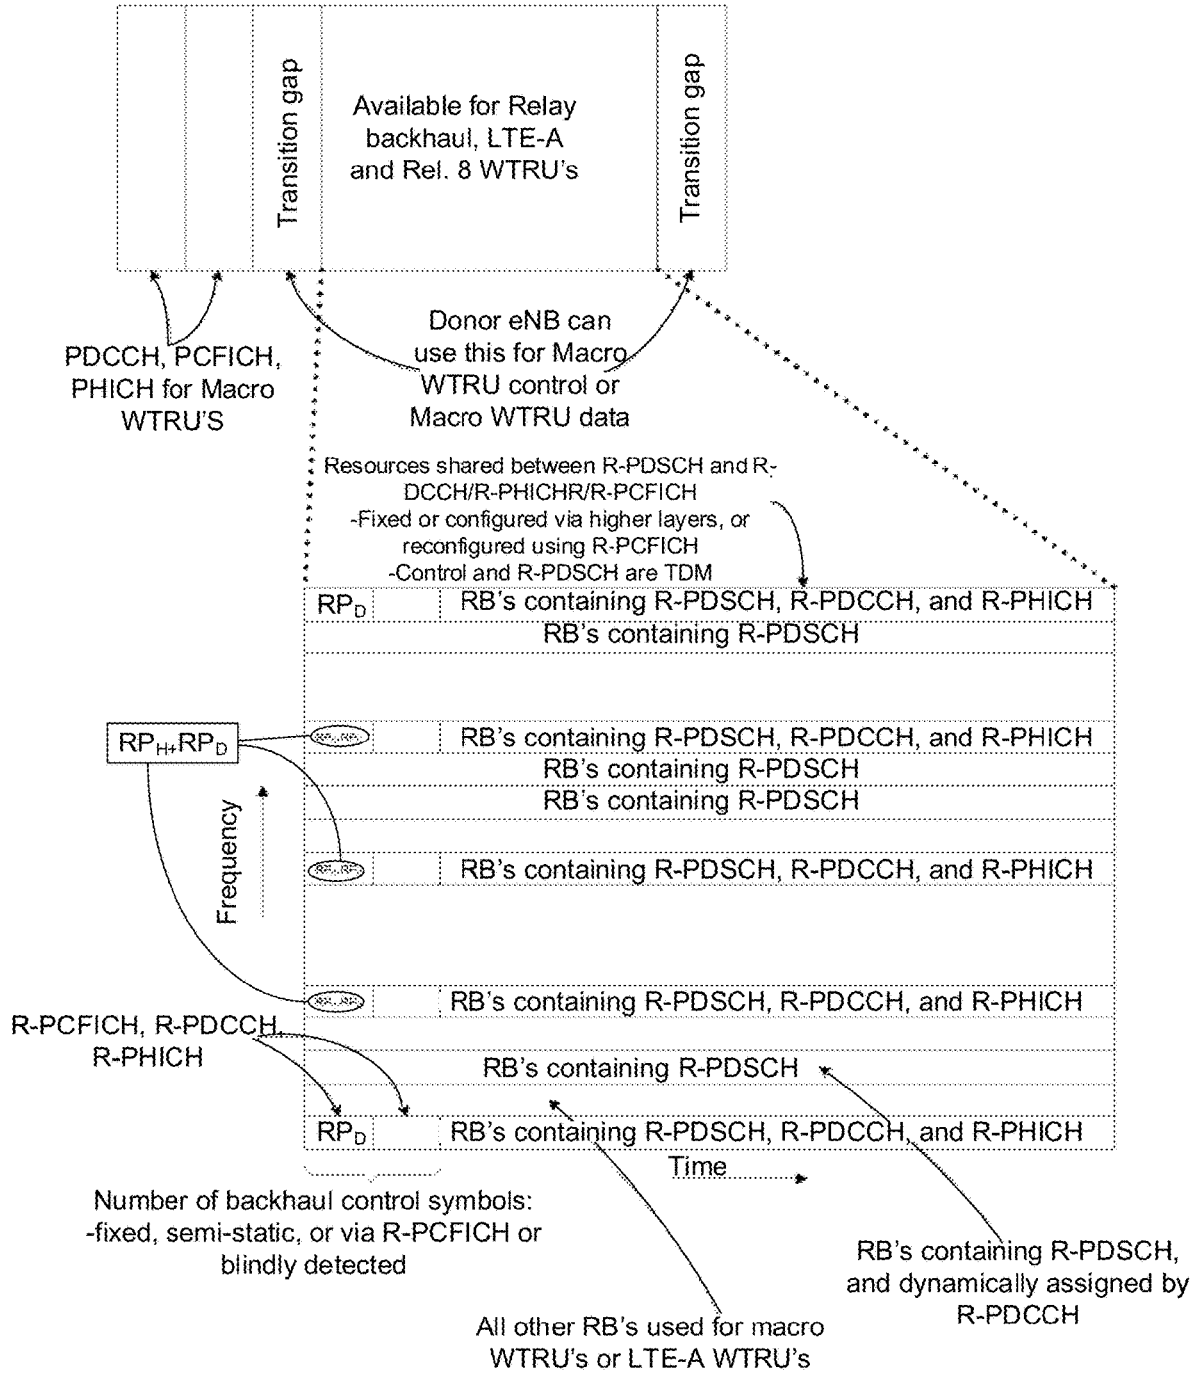 Transition gap
Available for Relay
backhaul, LTE-A
and Rel. 8 WTRU's
Transition gap
PDCCH, PCFICH,
PHICH for Macro
WTRU'S
Donor eNB can
use this for Macro
WTRU control or
Macro WTRU data
Resources shared between R-PDSCH and R-
DCCH/R-PHICHR/R-PCFICH
-Fixed or configured via higher layers, or
reconfigured using R-PCFICH
-Control and R-PDSCH are TDM
RPD RB's containing R-PDSCH, R-PDCCH, and R-PHICH
RB's containing R-PDSCH
RPH+RPD
RB's containing R-PDSCH, R-PDCCH, and R-PHICH
RB's containing R-PDSCH
RB's containing R-PDSCH
Frequency
RB's containing R-PDSCH, R-PDCCH, and R-PHICH
RB's containing R-PDSCH, R-PDCCH, and R-PHICH
R-PCFICH, R-PDCCH,
R-PHICH
RB's containing R-PDSCH
RPD RB's containing R-PDSCH, R-PDCCH, and R-PHICH
Time
Number of backhaul control symbols:
-fixed, semi-static, or via R-PCFICH or
blindly detected
RB's containing R-PDSCH,
and dynamically assigned by
R-PDCCH
All other RB's used for macro
WTRU's or LTE-A WTRU's